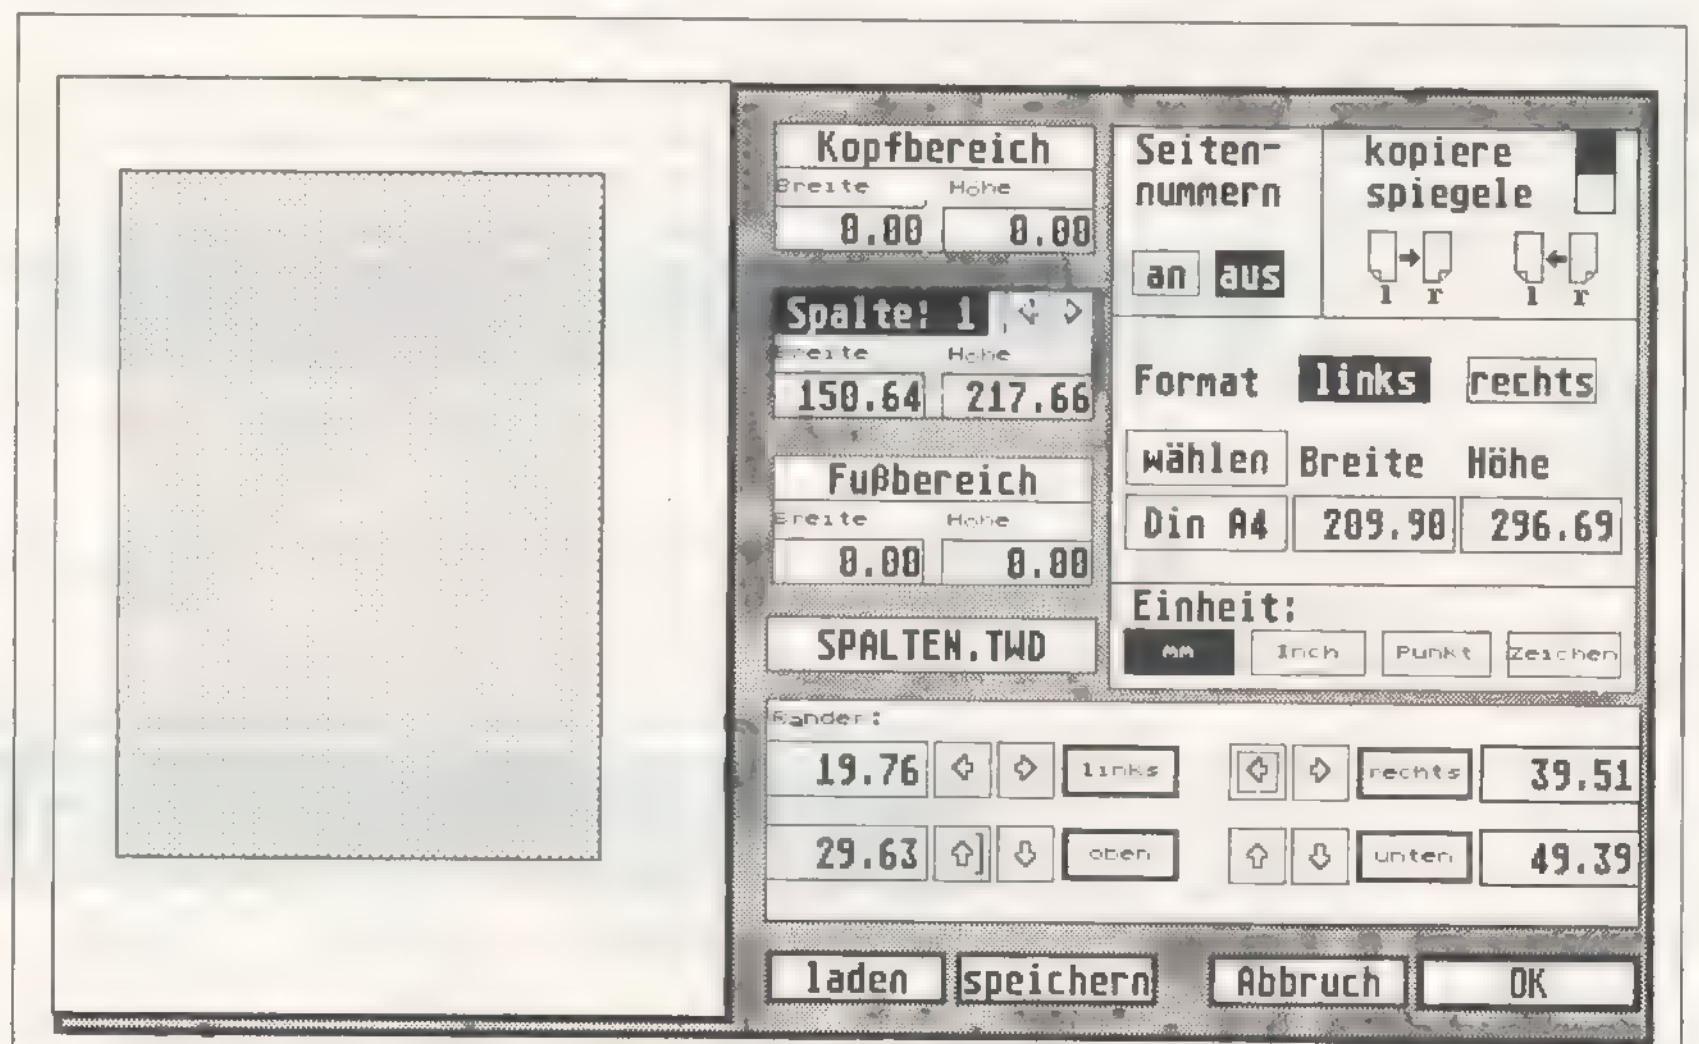 Kopfbereich
Breite Höhe
0.00 0.00
Spalte: 1
Breite Höhe
150.64 217.66
Fußbereich
Breite Höhe
0.00 0.00
SPALTEN.TWD
Seiten-
nummern
an aus
kopiere
spiegele
l r l r
Format links rechts
wählen Breite Höhe
Din A4 209.90 296.69
Einheit:
mm Inch Punkt Zeichen
Ränder:
19.76 links rechts 39.51
29.63 oben unten 49.39
laden speichern Abbruch OK